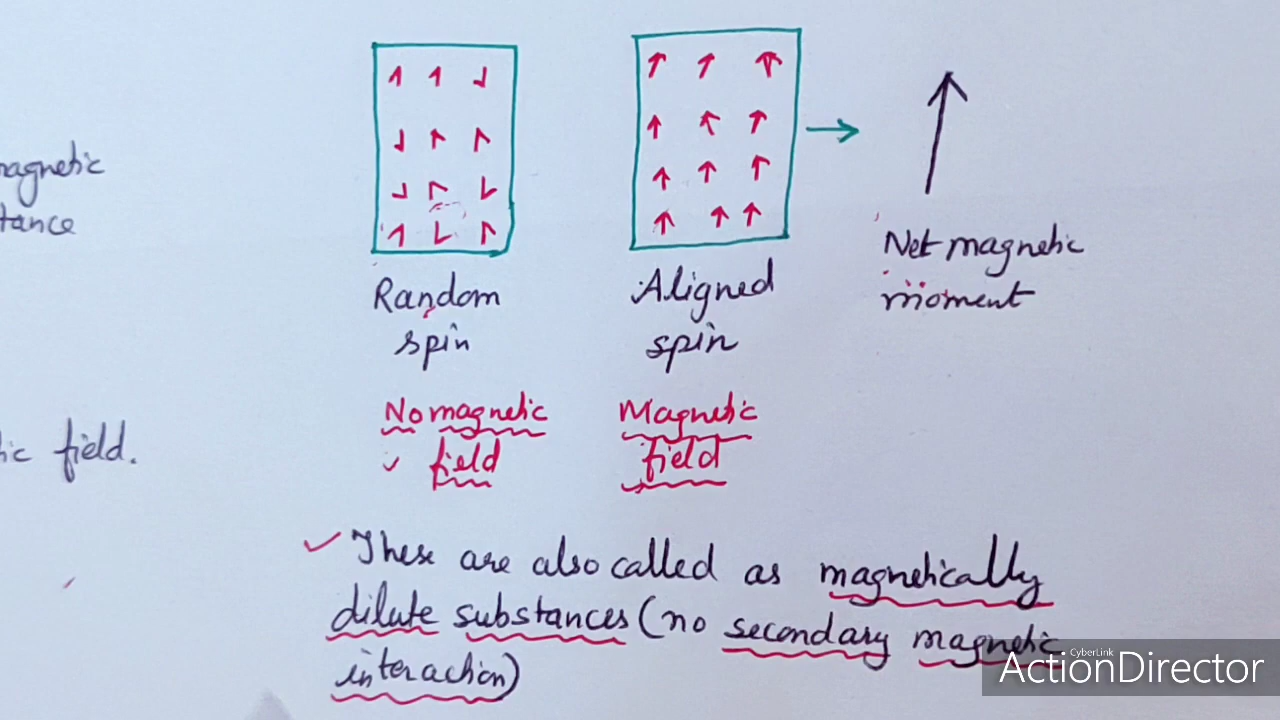 magnetic
tance
ic field.
Random
spin
No magnetic
field
Aligned
spin
Magnetic
field
Net magnetic
moment
These are also called as magnetically
dilute substances (no secondary magnetic
interaction)
CyberLink
ActionDirector